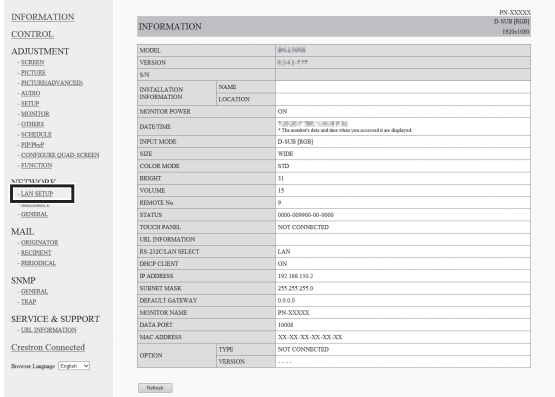 INFORMATION
CONTROL
ADJUSTMENT
- SCREEN
- PICTURE
- PICTURE(ADVANCED)
- AUDIO
- SETUP
- MONITOR
- OTHERS
- SCHEDULE
- PIP/PbyP
- CONFIGURE QUAD-SCREEN
- FUNCTION
NETWORK
- LAN SETUP
- GENERAL
MAIL
- ORIGINATOR
- RECIPIENT
- PERIODICAL
SNMP
- GENERAL
- TRAP
SERVICE & SUPPORT
- URL INFORMATION
Crestron Connected
Browser Language English
PN-XXXXX
INFORMATION D-SUB [RGB]
1920x1080
MODEL
VERSION
S/N
INSTALLATION INFORMATION NAME
LOCATION
MONITOR POWER ON
DATE/TIME
* The monitor's date and time when you accessed it are displayed.
INPUT MODE D-SUB [RGB]
SIZE WIDE
COLOR MODE STD
BRIGHT 31
VOLUME 15
REMOTE No. 9
STATUS 0000-009900-00-0000
TOUCH PANEL NOT CONNECTED
URL INFORMATION
RS-232C/LAN SELECT LAN
DHCP CLIENT ON
IP ADDRESS 192.168.150.2
SUBNET MASK 255.255.255.0
DEFAULT GATEWAY 0.0.0.0
MONITOR NAME PN-XXXXX
DATA PORT 10008
MAC ADDRESS XX-XX-XX-XX-XX-XX
OPTION TYPE NOT CONNECTED
VERSION - - - -
Refresh